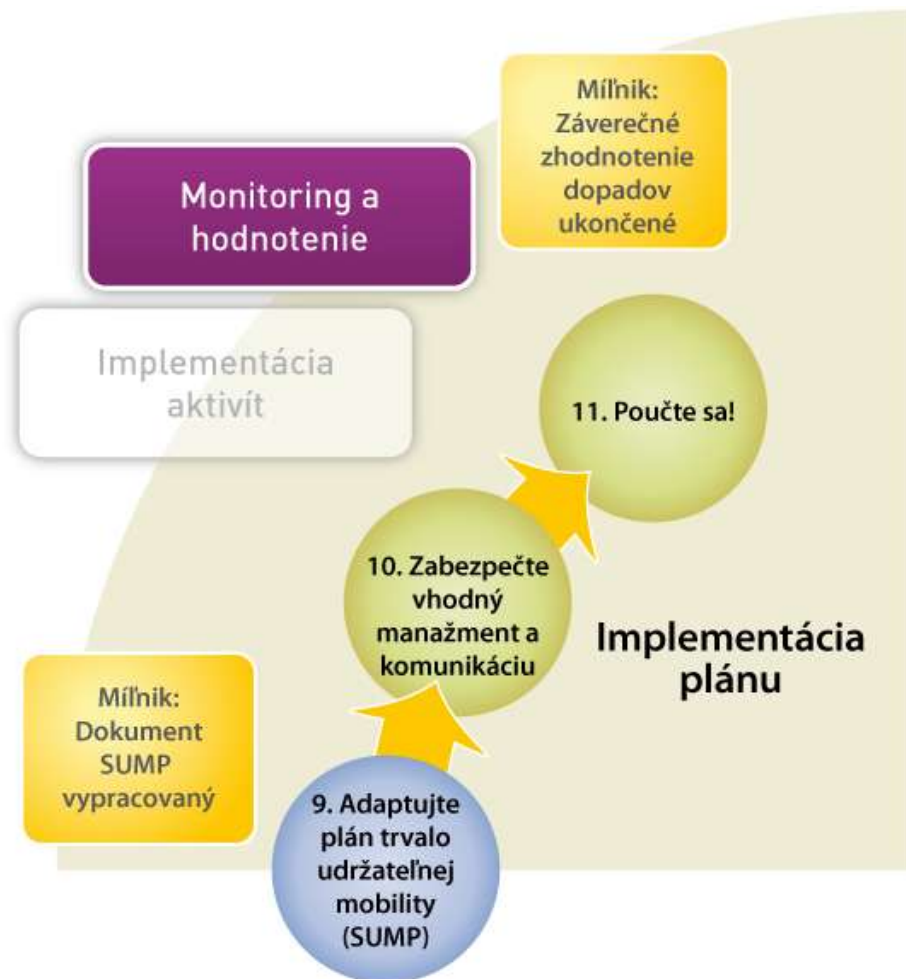 Míľnik:
Záverečné
zhodnotenie
dopadov
ukončené
Monitoring a
hodnotenie
Implementácia
aktivít
11. Poučte sa!
10. Zabezpečte
vhodný
manažment a
komunikáciu
Implementácia
plánu
Míľnik:
Dokument
SUMP
vypracovaný
9. Adaptujte
plán trvalo
udržateľnej
mobility
(SUMP)